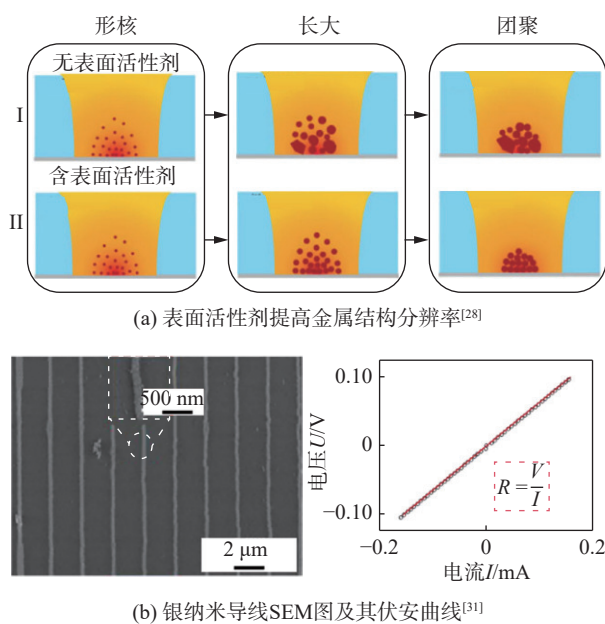 形核 长大 团聚
无表面活性剂
I
含表面活性剂
II
(a) 表面活性剂提高金属结构分辨率[28]
500 nm
2 μm
电压U/V
0.10
0
−0.10
R = V/I
−0.2 0 0.2
电流I/mA
(b) 银纳米导线SEM图及其伏安曲线[31]